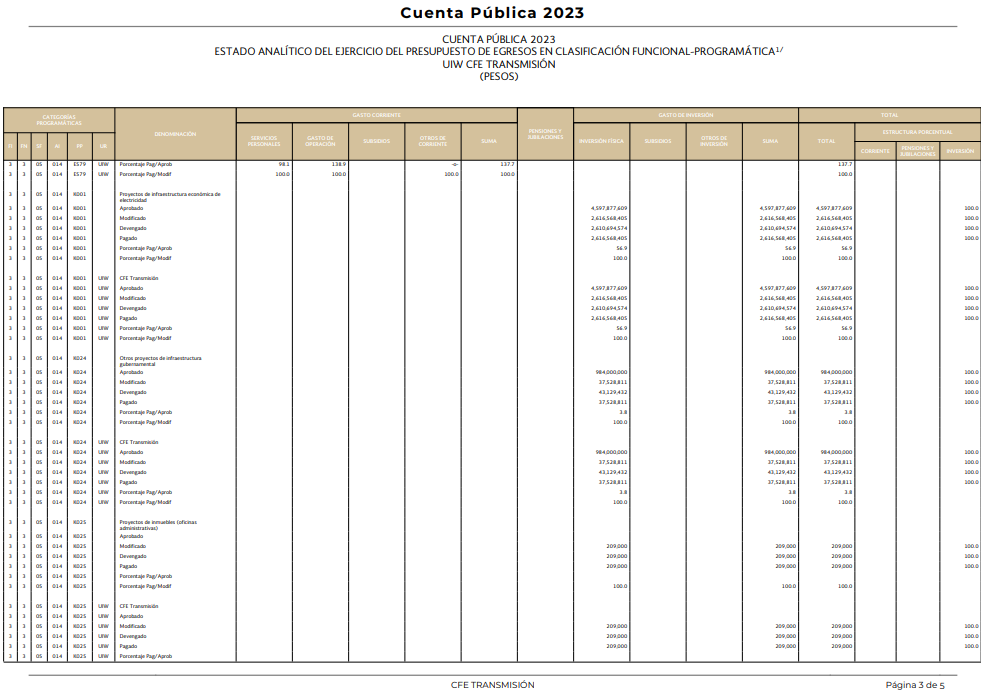 Cuenta Pública 2023
CUENTA PÚBLICA 2023
ESTADO ANALÍTICO DEL EJERCICIO DEL PRESUPUESTO DE EGRESOS EN CLASIFICACIÓN FUNCIONAL-PROGRAMÁTICA1/
UIW CFE TRANSMISIÓN
(PESOS)
CATEGORÍAS PROGRAMÁTICAS DENOMINACIÓN GASTO CORRIENTE PENSIONES Y JUBILACIONES GASTO DE INVERSIÓN TOTAL
FI FN SF AI PP UR SERVICIOS PERSONALES GASTO DE OPERACIÓN SUBSIDIOS OTROS DE CORRIENTE SUMA INVERSIÓN FÍSICA SUBSIDIOS OTROS DE INVERSIÓN SUMA TOTAL ESTRUCTURA PORCENTUAL
CORRIENTE PENSIONES Y JUBILACIONES INVERSIÓN
3 3 05 014 E579 UIW Porcentaje Pag/Aprob 98.1 138.9 -o- 137.7 137.7
3 3 05 014 E579 UIW Porcentaje Pag/Modif 100.0 100.0 100.0 100.0 100.0
3 3 05 014 K001 Proyectos de infraestructura económica de
electricidad
3 3 05 014 K001 Aprobado 4,597,877,609 4,597,877,609 4,597,877,609 100.0
3 3 05 014 K001 Modificado 2,616,568,405 2,616,568,405 2,616,568,405 100.0
3 3 05 014 K001 Devengado 2,610,694,574 2,610,694,574 2,610,694,574 100.0
3 3 05 014 K001 Pagado 2,616,568,405 2,616,568,405 2,616,568,405 100.0
3 3 05 014 K001 Porcentaje Pag/Aprob 56.9 56.9 56.9
3 3 05 014 K001 Porcentaje Pag/Modif 100.0 100.0 100.0
3 3 05 014 K001 UIW CFE Transmisión
3 3 05 014 K001 UIW Aprobado 4,597,877,609 4,597,877,609 4,597,877,609 100.0
3 3 05 014 K001 UIW Modificado 2,616,568,405 2,616,568,405 2,616,568,405 100.0
3 3 05 014 K001 UIW Devengado 2,610,694,574 2,610,694,574 2,610,694,574 100.0
3 3 05 014 K001 UIW Pagado 2,616,568,405 2,616,568,405 2,616,568,405 100.0
3 3 05 014 K001 UIW Porcentaje Pag/Aprob 56.9 56.9 56.9
3 3 05 014 K001 UIW Porcentaje Pag/Modif 100.0 100.0 100.0
3 3 05 014 K024 Otros proyectos de infraestructura
gubernamental
3 3 05 014 K024 Aprobado 984,000,000 984,000,000 984,000,000 100.0
3 3 05 014 K024 Modificado 37,528,811 37,528,811 37,528,811 100.0
3 3 05 014 K024 Devengado 43,129,432 43,129,432 43,129,432 100.0
3 3 05 014 K024 Pagado 37,528,811 37,528,811 37,528,811 100.0
3 3 05 014 K024 Porcentaje Pag/Aprob 3.8 3.8 3.8
3 3 05 014 K024 Porcentaje Pag/Modif 100.0 100.0 100.0
3 3 05 014 K024 UIW CFE Transmisión
3 3 05 014 K024 UIW Aprobado 984,000,000 984,000,000 984,000,000 100.0
3 3 05 014 K024 UIW Modificado 37,528,811 37,528,811 37,528,811 100.0
3 3 05 014 K024 UIW Devengado 43,129,432 43,129,432 43,129,432 100.0
3 3 05 014 K024 UIW Pagado 37,528,811 37,528,811 37,528,811 100.0
3 3 05 014 K024 UIW Porcentaje Pag/Aprob 3.8 3.8 3.8
3 3 05 014 K024 UIW Porcentaje Pag/Modif 100.0 100.0 100.0
3 3 05 014 K025 Proyectos de inmuebles (oficinas
administrativas)
3 3 05 014 K025 Aprobado
3 3 05 014 K025 Modificado 209,000 209,000 209,000 100.0
3 3 05 014 K025 Devengado 209,000 209,000 209,000 100.0
3 3 05 014 K025 Pagado 209,000 209,000 209,000 100.0
3 3 05 014 K025 Porcentaje Pag/Aprob
3 3 05 014 K025 Porcentaje Pag/Modif 100.0 100.0 100.0
3 3 05 014 K025 UIW CFE Transmisión
3 3 05 014 K025 UIW Aprobado
3 3 05 014 K025 UIW Modificado 209,000 209,000 209,000 100.0
3 3 05 014 K025 UIW Devengado 209,000 209,000 209,000 100.0
3 3 05 014 K025 UIW Pagado 209,000 209,000 209,000 100.0
3 3 05 014 K025 UIW Porcentaje Pag/Aprob
CFE TRANSMISIÓN
Página 3 de 5